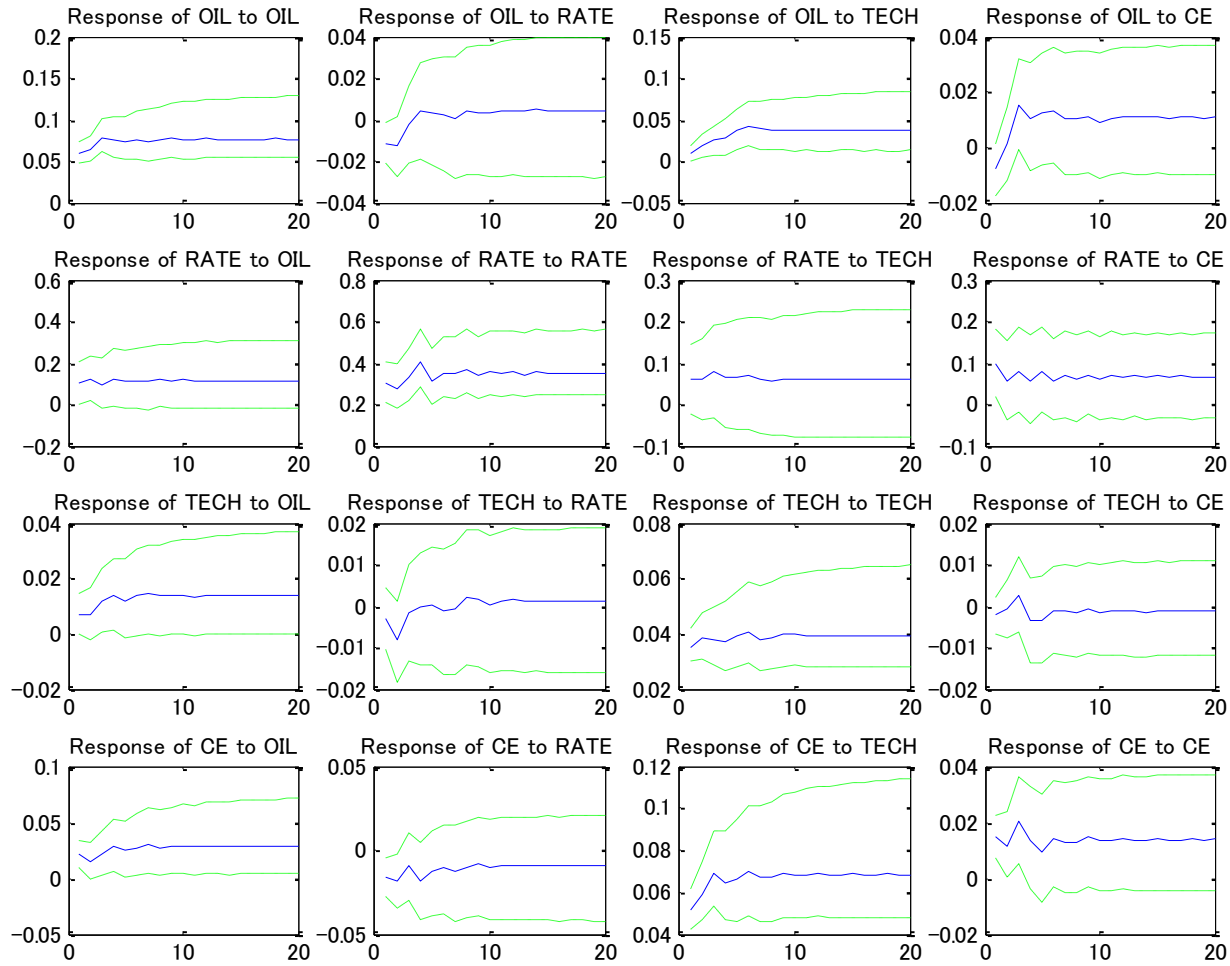 Response of OIL to OIL
Response of OIL to RATE
Response of OIL to TECH
Response of OIL to CE
0.2
0.15
0.1
0.05
0
0 10 20
0.04
0.02
0
−0.02
−0.04
0 10 20
0.15
0.1
0.05
0
−0.05
0 10 20
0.04
0.02
0
−0.02
0 10 20
Response of RATE to OIL
Response of RATE to RATE
Response of RATE to TECH
Response of RATE to CE
0.6
0.4
0.2
0
−0.2
0 10 20
0.8
0.6
0.4
0.2
0
0 10 20
0.3
0.2
0.1
0
−0.1
0 10 20
0.3
0.2
0.1
0
−0.1
0 10 20
Response of TECH to OIL
Response of TECH to RATE
Response of TECH to TECH
Response of TECH to CE
0.04
0.02
0
−0.02
0 10 20
0.02
0.01
0
−0.01
−0.02
0 10 20
0.08
0.06
0.04
0.02
0 10 20
0.02
0.01
0
−0.01
−0.02
0 10 20
Response of CE to OIL
Response of CE to RATE
Response of CE to TECH
Response of CE to CE
0.1
0.05
0
−0.05
0 10 20
0.05
0
−0.05
0 10 20
0.12
0.1
0.08
0.06
0.04
0 10 20
0.04
0.02
0
−0.02
0 10 20